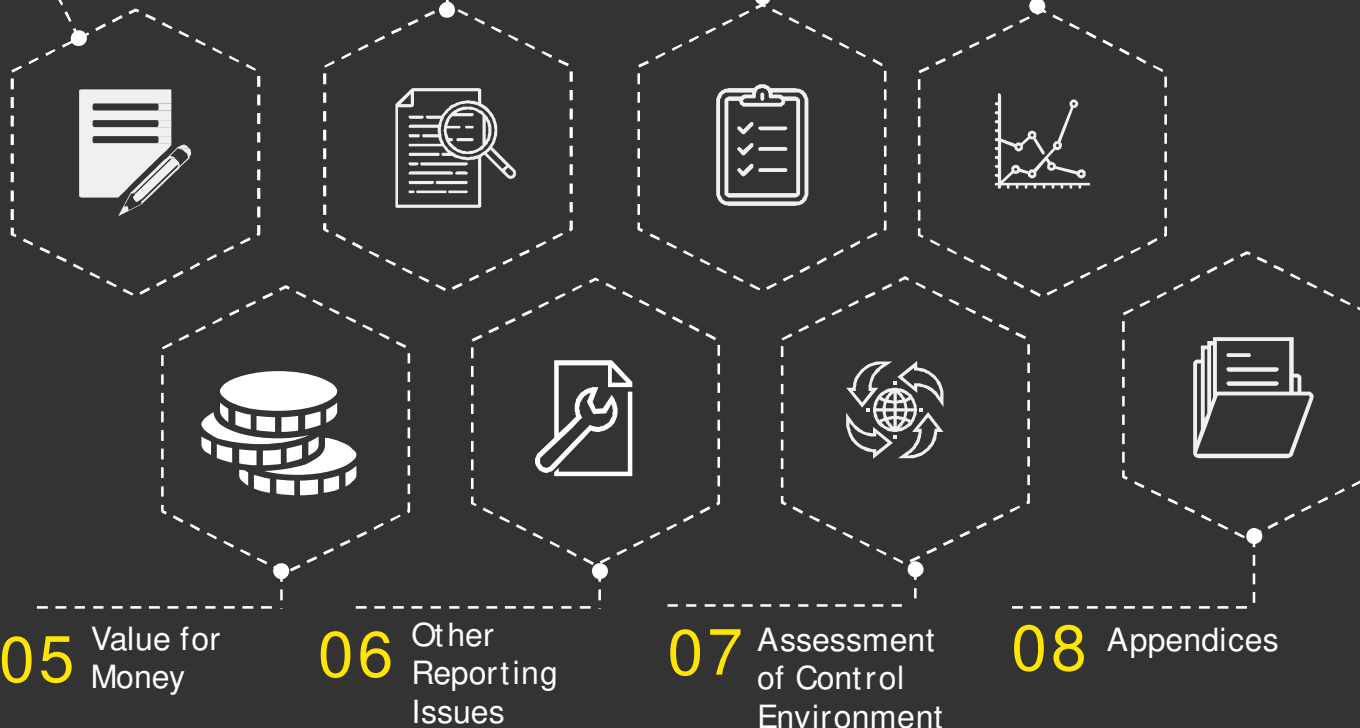 05 Value for
Money
06 Other
Reporting
Issues
07 Assessment
of Control
Environment
08 Appendices